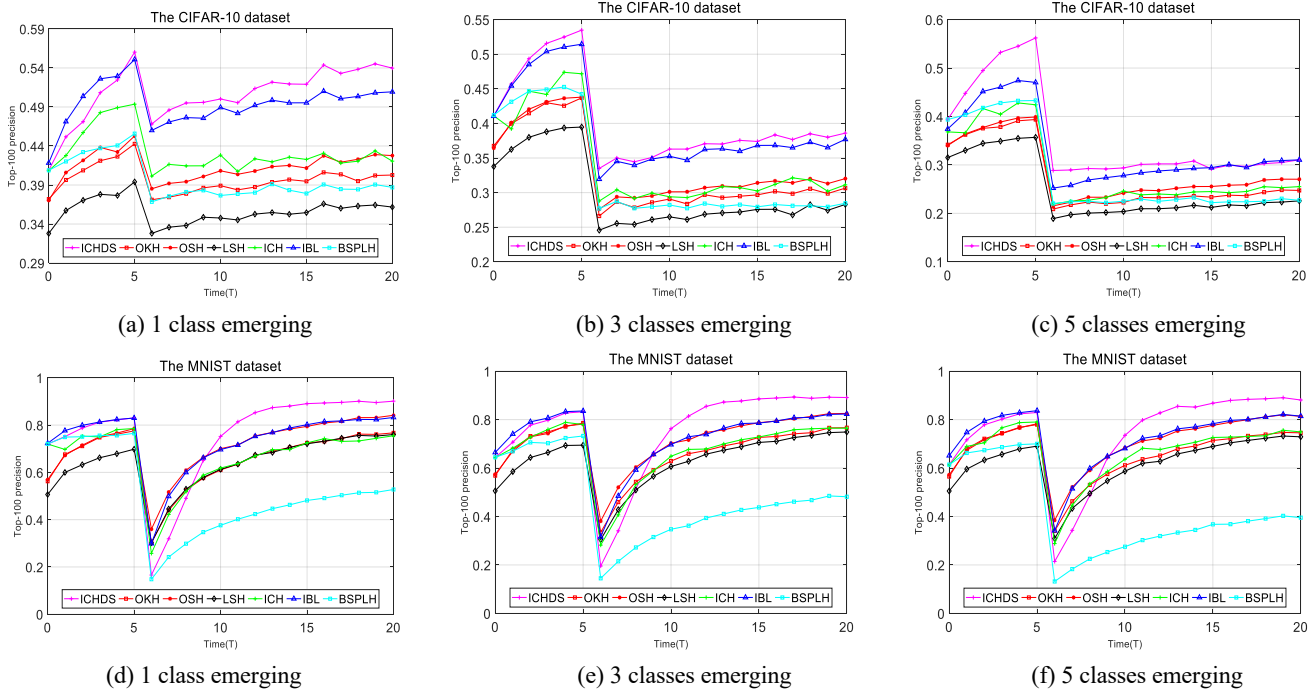 The CIFAR-10 dataset
Top-100 precision
0.59
0.54
0.49
0.44
0.39
0.34
0.29
ICHDS OKH OSH LSH ICH IBL BSPLH
0 5 10 15 20
Time(T)
(a) 1 class emerging
The CIFAR-10 dataset
Top-100 precision
0.55
0.5
0.45
0.4
0.35
0.3
0.25
0.2
ICHDS OKH OSH LSH ICH IBL BSPLH
0 5 10 15 20
Time(T)
(b) 3 classes emerging
The CIFAR-10 dataset
Top-100 precision
0.6
0.5
0.4
0.3
0.2
0.1
ICHDS OKH OSH LSH ICH IBL BSPLH
0 5 10 15 20
Time(T)
(c) 5 classes emerging
The MNIST dataset
Top-100 precision
1
0.8
0.6
0.4
0.2
0
ICHDS OKH OSH LSH ICH IBL BSPLH
0 5 10 15 20
Time(T)
(d) 1 class emerging
The MNIST dataset
Top-100 precision
1
0.8
0.6
0.4
0.2
0
ICHDS OKH OSH LSH ICH IBL BSPLH
0 5 10 15 20
Time(T)
(e) 3 classes emerging
The MNIST dataset
Top-100 precision
1
0.8
0.6
0.4
0.2
0
ICHDS OKH OSH LSH ICH IBL BSPLH
0 5 10 15 20
Time(T)
(f) 5 classes emerging